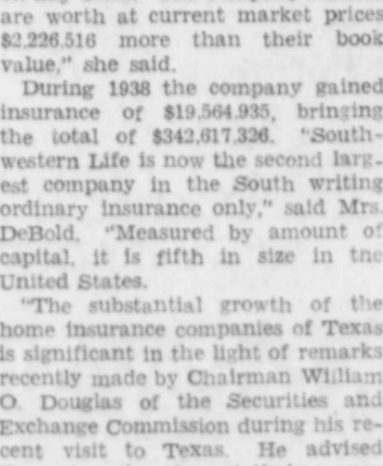 are worth at current market prices
$2,226,516 more than their book
value," she said.
During 1938 the company gained
insurance of $19,564,935, bringing
the total of $342,617,326. "South-
western Life is now the second larg-
est company in the South writing
ordinary insurance only," said Mrs.
DeBold. "Measured by amount of
capital, it is fifth in size in the
United States.
"The substantial growth of the
home insurance companies of Texas
is significant in the light of remarks
recently made by Chairman William
O. Douglas of the Securities and
Exchange Commission during his re-
cent visit to Texas. He advised